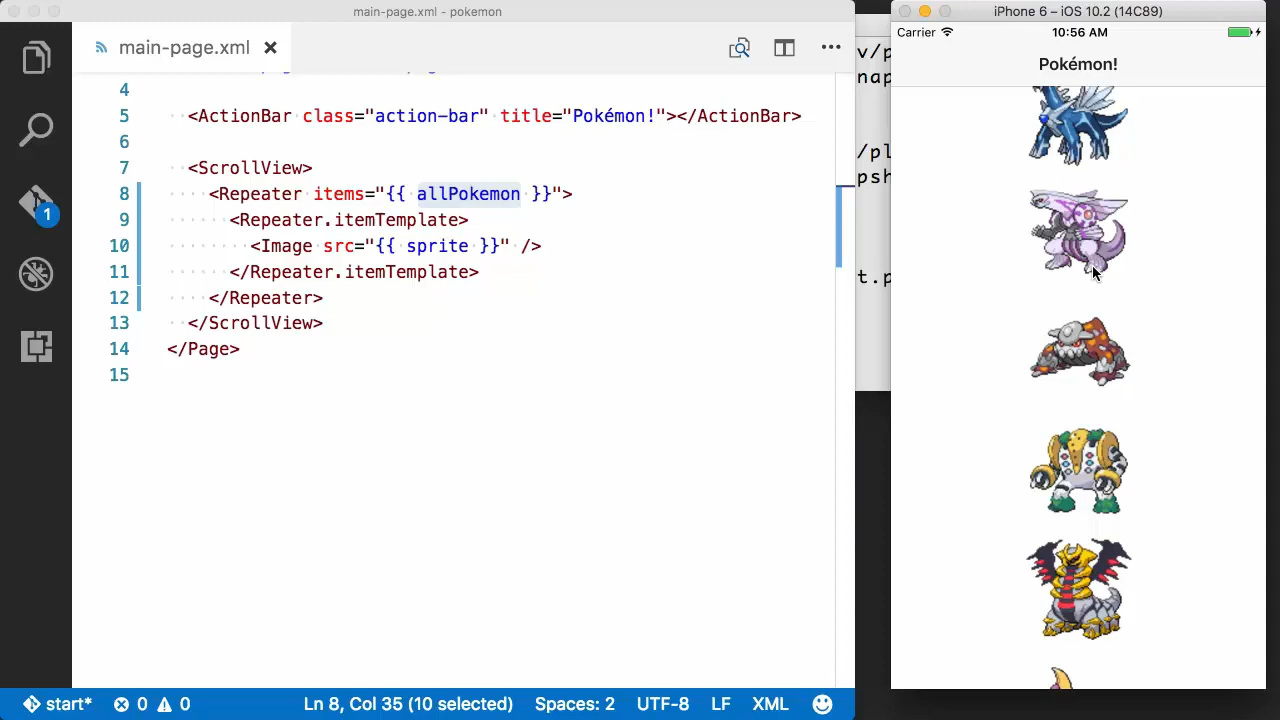 main-page.xml - pokemon
main-page.xml
4
5 <ActionBar class="action-bar" title="Pokémon!"></ActionBar>
6
7 <ScrollView>
8 <Repeater items="{{ allPokemon }}">
9 <Repeater.itemTemplate>
10 <Image src="{{ sprite }}" />
11 </Repeater.itemTemplate>
12 </Repeater>
13 </ScrollView>
14 </Page>
15
1
start* 0 0 Ln 8, Col 35 (10 selected) Spaces: 2 UTF-8 LF XML
v/p
nap
/pl
psh
t.p
iPhone 6 – iOS 10.2 (14C89)
Carrier 10:56 AM
Pokémon!